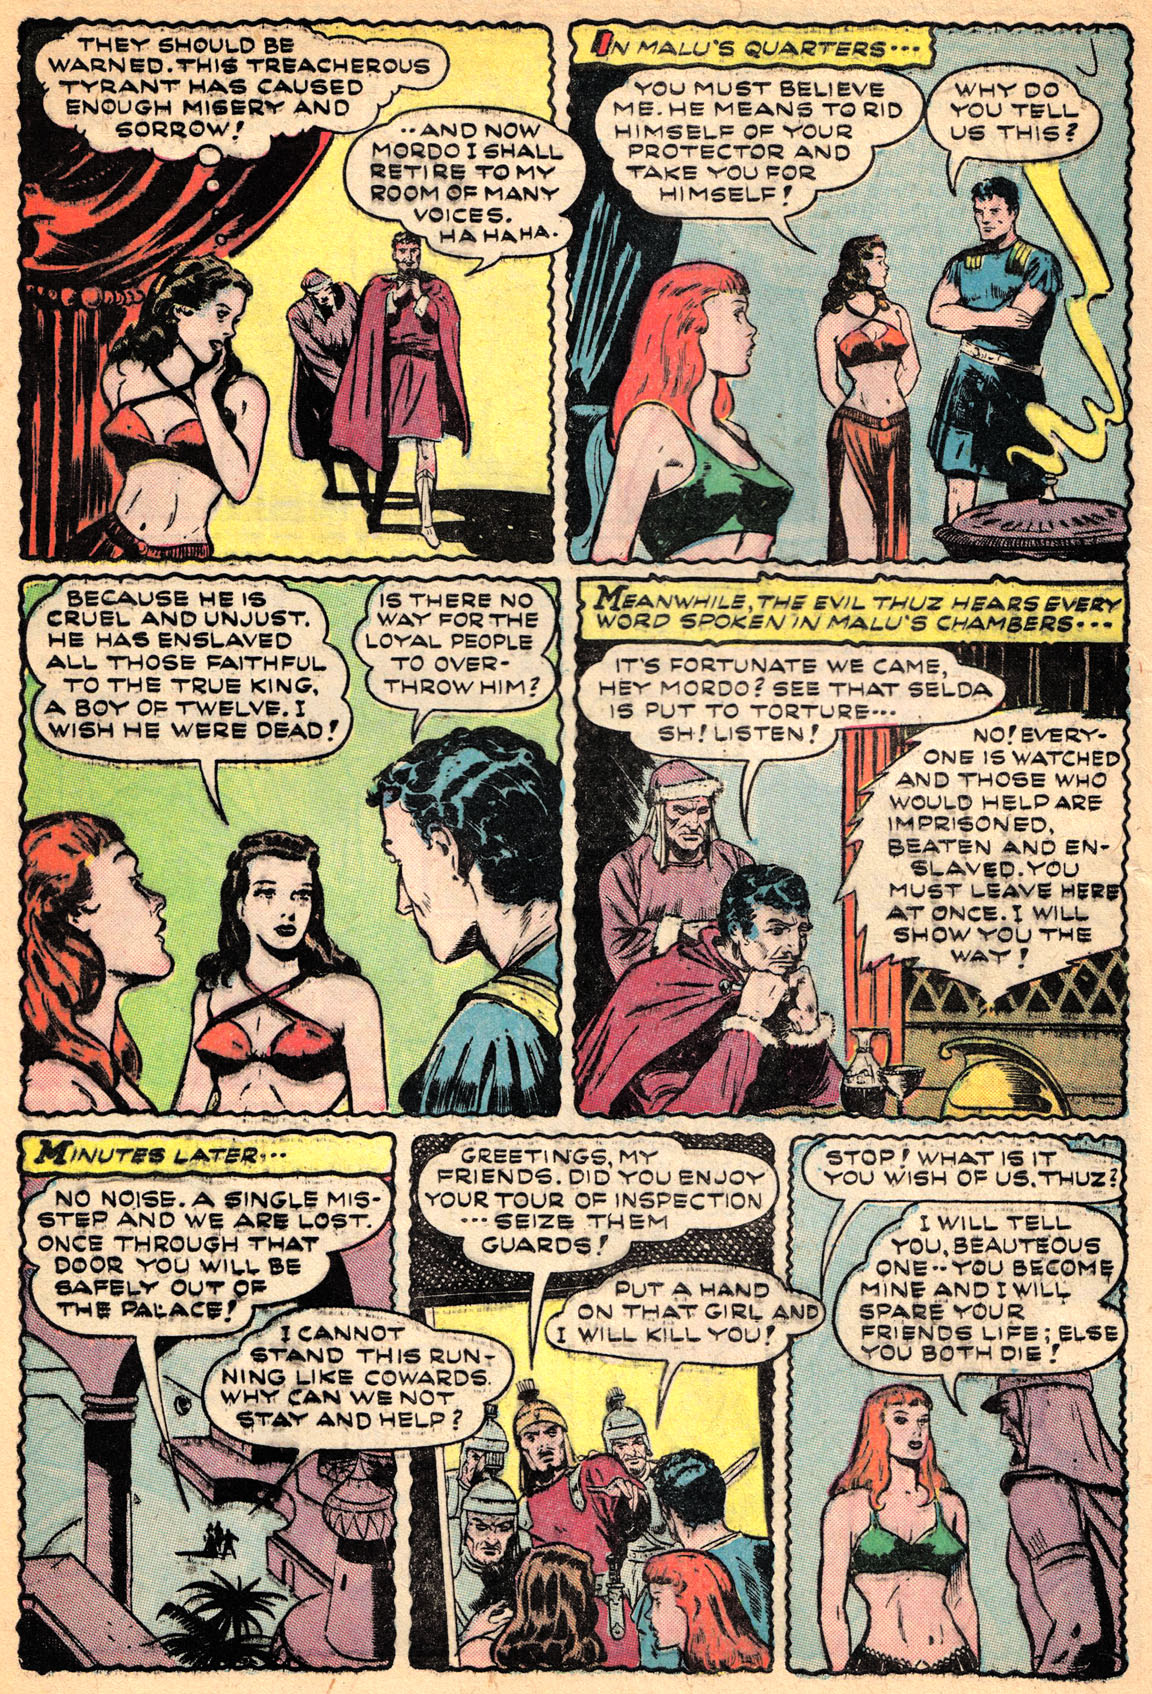 THEY SHOULD BE
WARNED. THIS TREACHEROUS
TYRANT HAS CAUSED
ENOUGH MISERY AND
SORROW!
··AND NOW
MORDO I SHALL
RETIRE TO MY
ROOM OF MANY
VOICES.
HA HA HA.
IN MALU'S QUARTERS···
YOU MUST BELIEVE
ME. HE MEANS TO RID
HIMSELF OF YOUR
PROTECTOR AND
TAKE YOU FOR
HIMSELF!
WHY DO
YOU TELL
US THIS?
BECAUSE HE IS
CRUEL AND UNJUST.
HE HAS ENSLAVED
ALL THOSE FAITHFUL
TO THE TRUE KING,
A BOY OF TWELVE. I
WISH HE WERE DEAD!
IS THERE NO
WAY FOR THE
LOYAL PEOPLE
TO OVER-
THROW HIM?
MEANWHILE, THE EVIL THUZ HEARS EVERY
WORD SPOKEN IN MALU'S CHAMBERS···
IT'S FORTUNATE WE CAME,
HEY MORDO? SEE THAT SELDA
IS PUT TO TORTURE···
SH! LISTEN!
NO! EVERY-
ONE IS WATCHED
AND THOSE WHO
WOULD HELP ARE
IMPRISONED,
BEATEN AND EN-
SLAVED. YOU
MUST LEAVE HERE
AT ONCE. I WILL
SHOW YOU THE
WAY!
MINUTES LATER···
NO NOISE. A SINGLE MIS-
STEP AND WE ARE LOST.
ONCE THROUGH THAT
DOOR YOU WILL BE
SAFELY OUT OF
THE PALACE!
I CANNOT
STAND THIS RUN-
NING LIKE COWARDS.
WHY CAN WE NOT
STAY AND HELP?
GREETINGS, MY
FRIENDS. DID YOU ENJOY
YOUR TOUR OF INSPECTION
···SEIZE THEM
GUARDS!
PUT A HAND
ON THAT GIRL AND
I WILL KILL YOU!
STOP! WHAT IS IT
YOU WISH OF US, THUZ?
I WILL TELL
YOU, BEAUTEOUS
ONE··YOU BECOME
MINE AND I WILL
SPARE YOUR
FRIENDS LIFE; ELSE
YOU BOTH DIE!